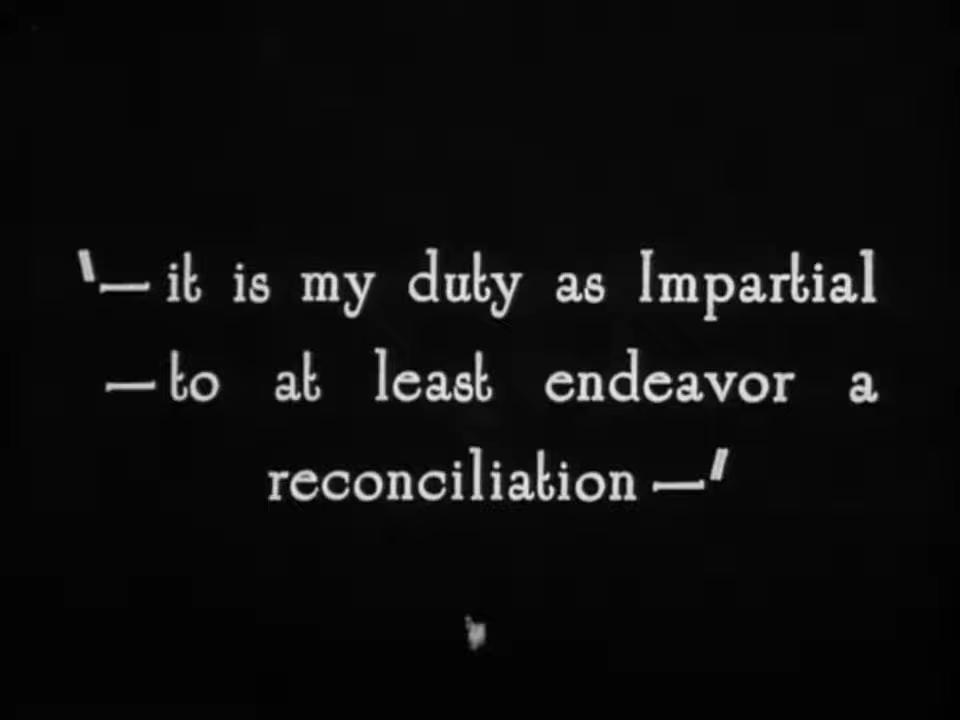 "— it is my duty as Impartial
— to at least endeavor a
reconciliation —"